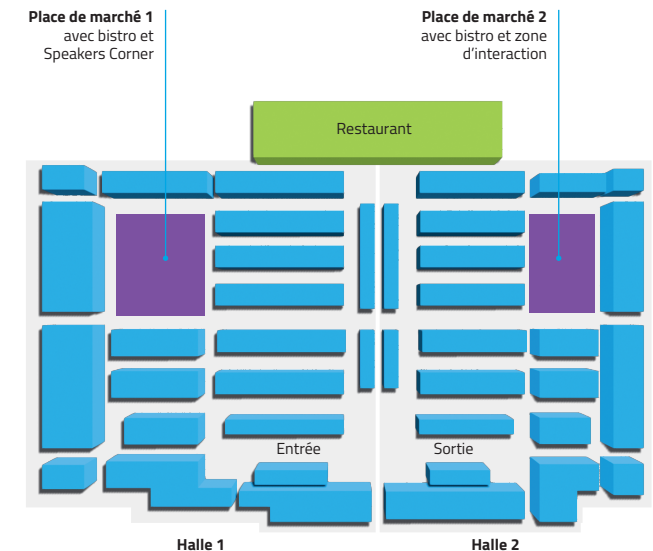 Place de marché 1
avec bistro et
Speakers Corner
Place de marché 2
avec bistro et zone
d'interaction
Restaurant
Entrée
Sortie
Halle 1
Halle 2